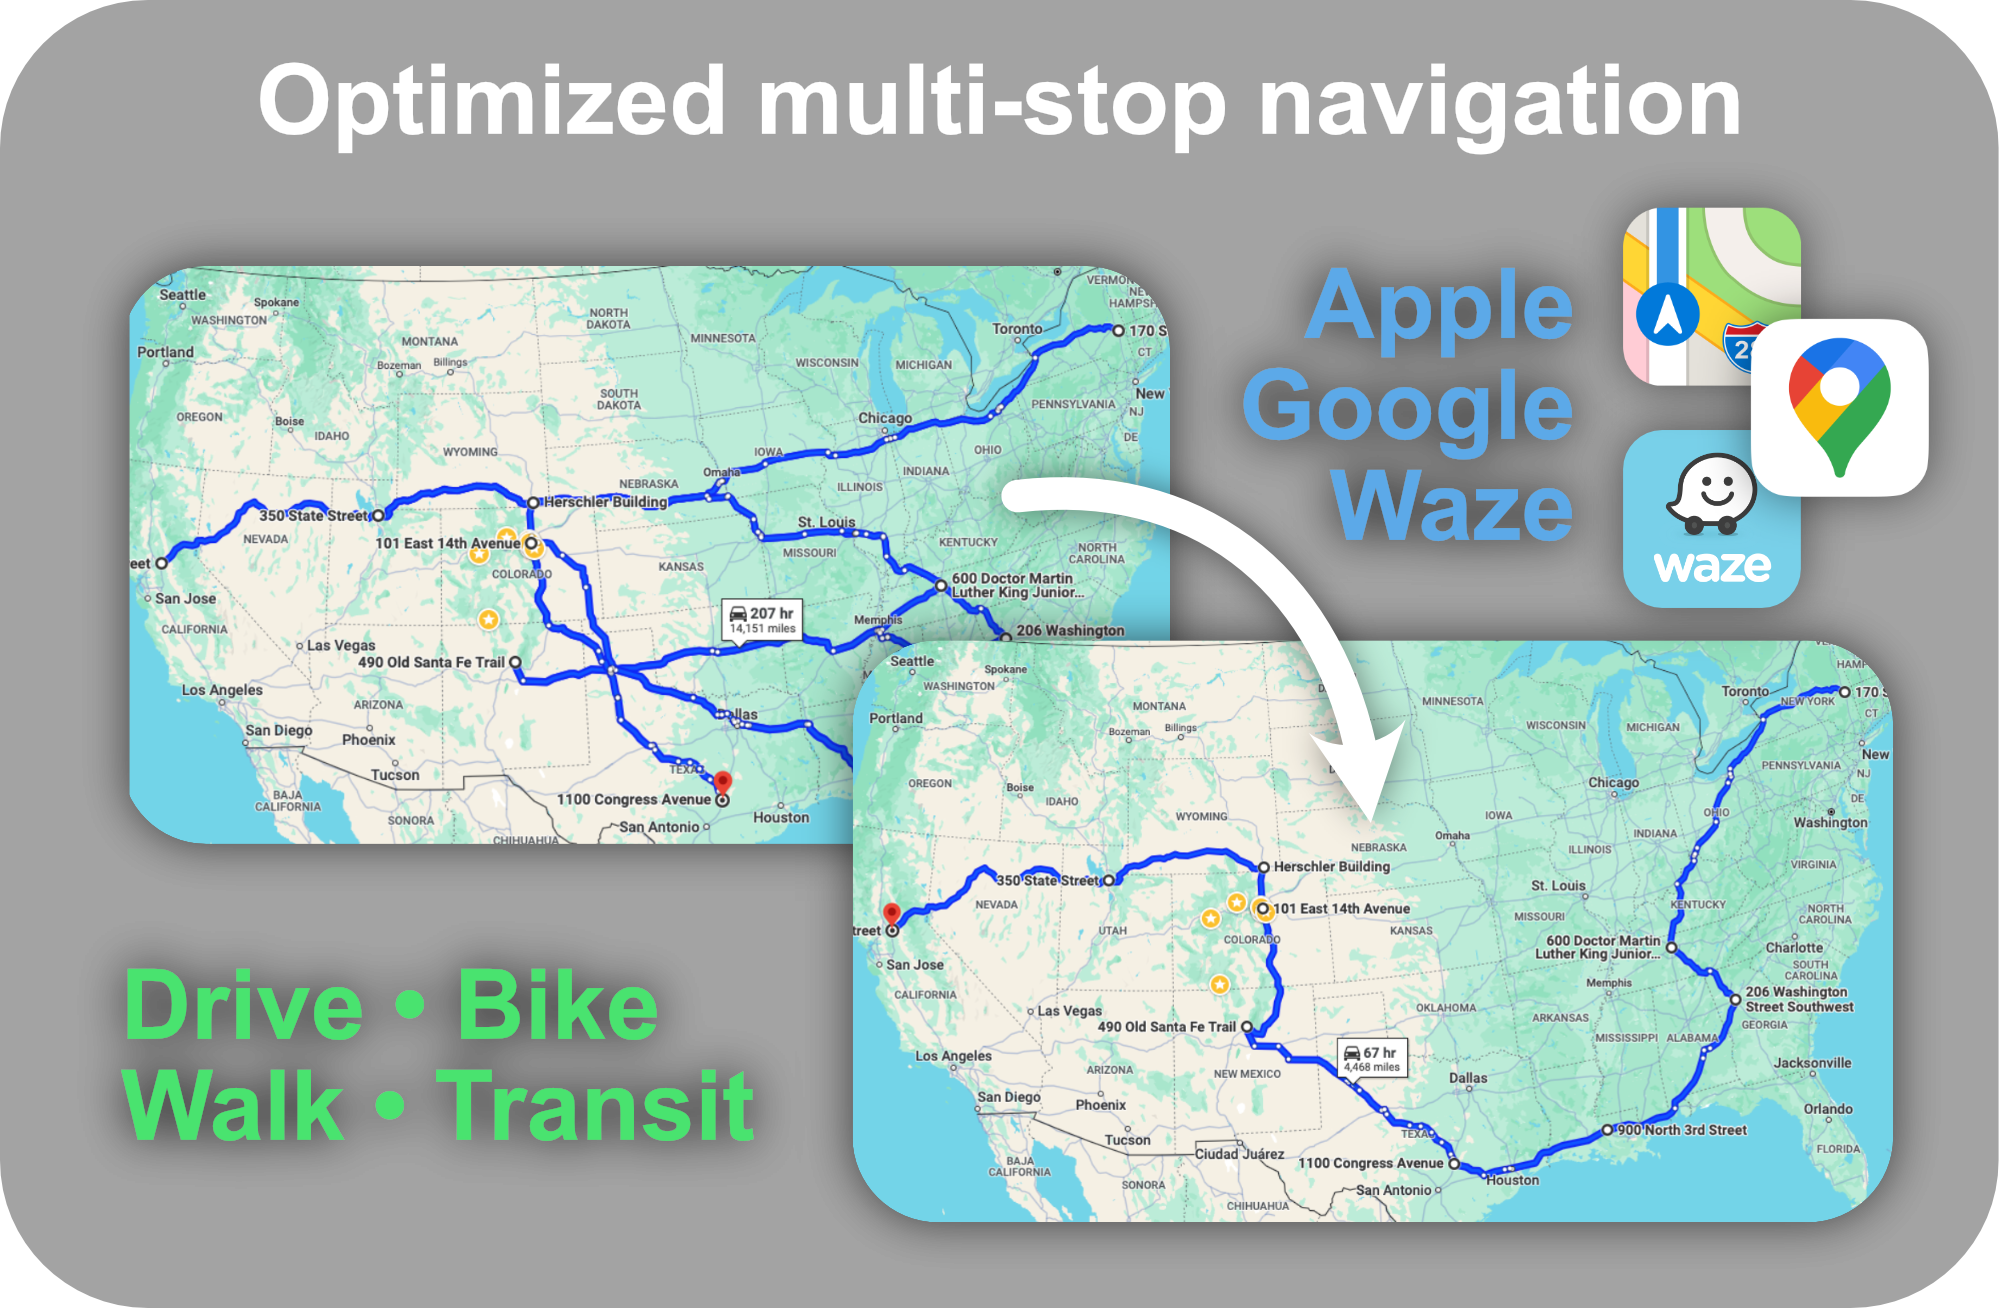 Optimized multi-stop navigation
Apple
Google
Waze
28
waze
Seattle
Spokane
WASHINGTON
Portland
MONTANA
Bozeman
Billings
NORTH
DAKOTA
MINNESOTA
VERMON
NE
HAMPS
Toronto
170 S
CT
WISCONSIN
MICHIGAN
SOUTH
DAKOTA
OREGON
Boise
IDAHO
New
PENNSYLVANIA
NJ
Chicago
DE
WYOMING
IOWA
OHIO
Omaha
NEBRASKA
INDIANA
ILLINOIS
350 State Street
Herschler Building
St. Louis
NEVADA
101 East 14th Avenue
MISSOURI
KENTUCKY
NORTH
CAROLINA
eet
COLORADO
KANSAS
600 Doctor Martin
Luther King Junior...
San Jose
CALIFORNIA
207 hr
14,151 miles
Memphis
206 Washington
Las Vegas
490 Old Santa Fe Trail
Los Angeles
ARIZONA
Dallas
San Diego
Phoenix
Tucson
TEXAS
BAJA
CALIFORNIA
SONORA
1100 Congress Avenue
Houston
San Antonio
CHIHUAHUA
Seattle
Spokane
WASHINGTON
Portland
MONTANA
Bozeman
Billings
MINNESOTA
HAMP
Toronto
170 S
NEW YORK
CT
WISCONSIN
MICHIGAN
New
PENNSYLVANIA
NJ
OREGON
Boise
IDAHO
Chicago
DE
WYOMING
IOWA
OHIO
Washington
Omaha
NEBRASKA
INDIANA
ILLINOIS
VIRGINIA
350 State Street
Herschler Building
St. Louis
NEVADA
101 East 14th Avenue
MISSOURI
KENTUCKY
NORTH
CAROLINA
treet
UTAH
COLORADO
KANSAS
600 Doctor Martin
Luther King Junior...
Charlotte
San Jose
SOUTH
CAROLINA
CALIFORNIA
Memphis
206 Washington
Street Southwest
Las Vegas
490 Old Santa Fe Trail
OKLAHOMA
ARKANSAS
MISSISSIPPI
ALABAMA
GEORGIA
Los Angeles
ARIZONA
NEW MEXICO
67 hr
4,468 miles
Dallas
Jacksonville
San Diego
Phoenix
Orlando
Tucson
TEXAS
900 North 3rd Street
Ciudad Juárez
FLORIDA
BAJA
CALIFORNIA
1100 Congress Avenue
Houston
SONORA
San Antonio
CHIHUAHUA
Drive • Bike
Walk • Transit